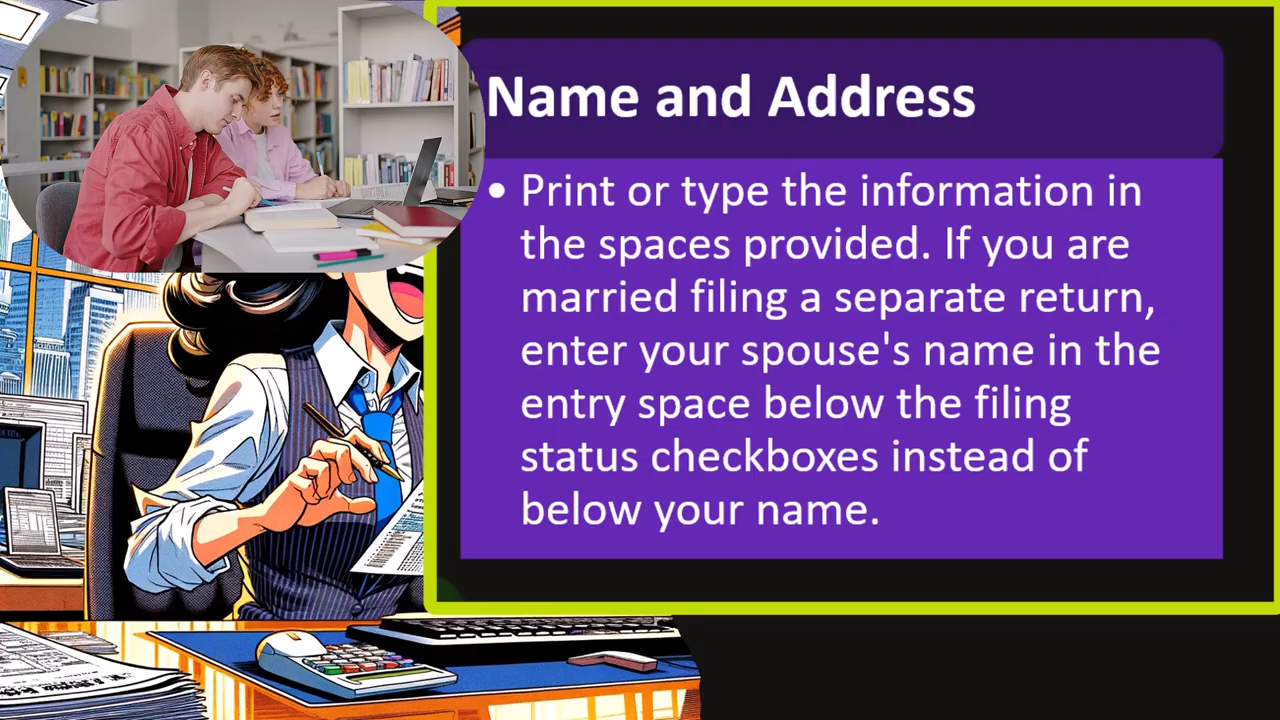 Name and Address
• Print or type the information in
the spaces provided. If you are
married filing a separate return,
enter your spouse's name in the
entry space below the filing
status checkboxes instead of
below your name.